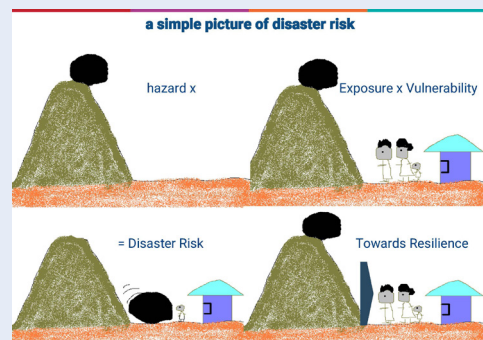 a simple picture of disaster risk
hazard x
Exposure x Vulnerability
= Disaster Risk
Towards Resilience